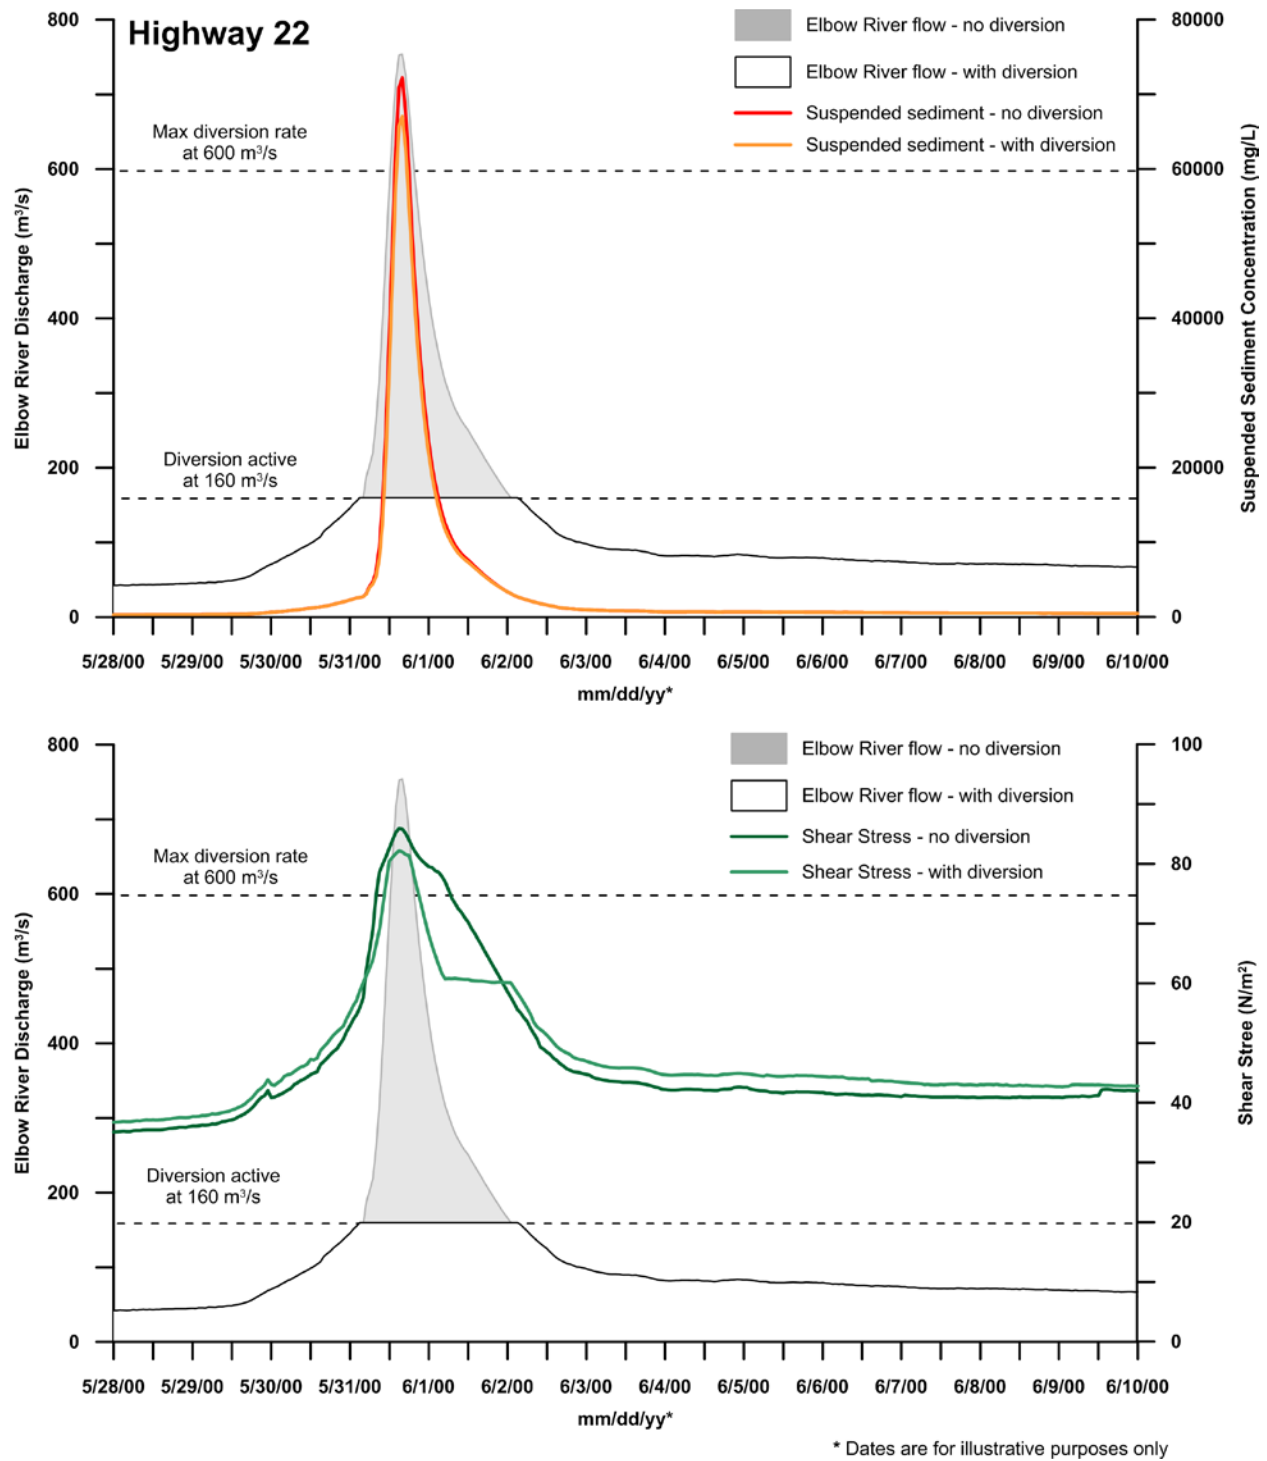 Highway 22
Elbow River flow - no diversion
Elbow River flow - with diversion
Suspended sediment - no diversion
Suspended sediment - with diversion
Max diversion rate
at 600 m³/s
Diversion active
at 160 m³/s
Elbow River Discharge (m³/s)
800
600
400
200
0
Suspended Sediment Concentration (mg/L)
80000
60000
40000
20000
0
5/28/00 5/29/00 5/30/00 5/31/00 6/1/00 6/2/00 6/3/00 6/4/00 6/5/00 6/6/00 6/7/00 6/8/00 6/9/00 6/10/00
mm/dd/yy*
Elbow River flow - no diversion
Elbow River flow - with diversion
Shear Stress - no diversion
Shear Stress - with diversion
Max diversion rate
at 600 m³/s
Diversion active
at 160 m³/s
Elbow River Discharge (m³/s)
800
600
400
200
0
Shear Stree (N/m²)
100
80
60
40
20
0
5/28/00 5/29/00 5/30/00 5/31/00 6/1/00 6/2/00 6/3/00 6/4/00 6/5/00 6/6/00 6/7/00 6/8/00 6/9/00 6/10/00
mm/dd/yy*
* Dates are for illustrative purposes only